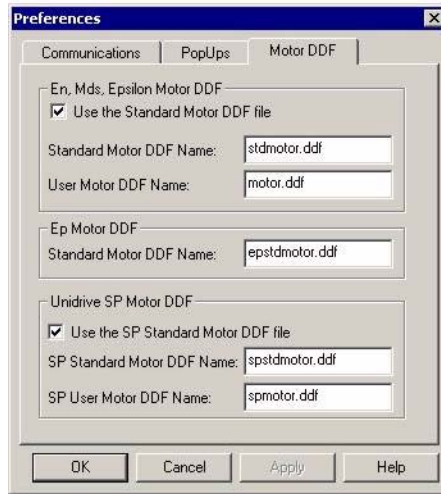 Preferences
Communications PopUps Motor DDF
En, Mds, Epsilon Motor DDF
Use the Standard Motor DDF file
Standard Motor DDF Name: stdmotor.ddf
User Motor DDF Name: motor.ddf
Ep Motor DDF
Standard Motor DDF Name: epstdmotor.ddf
Unidrive SP Motor DDF
Use the SP Standard Motor DDF file
SP Standard Motor DDF Name: spstdmotor.ddf
SP User Motor DDF Name: spmotor.ddf
OK Cancel Apply Help